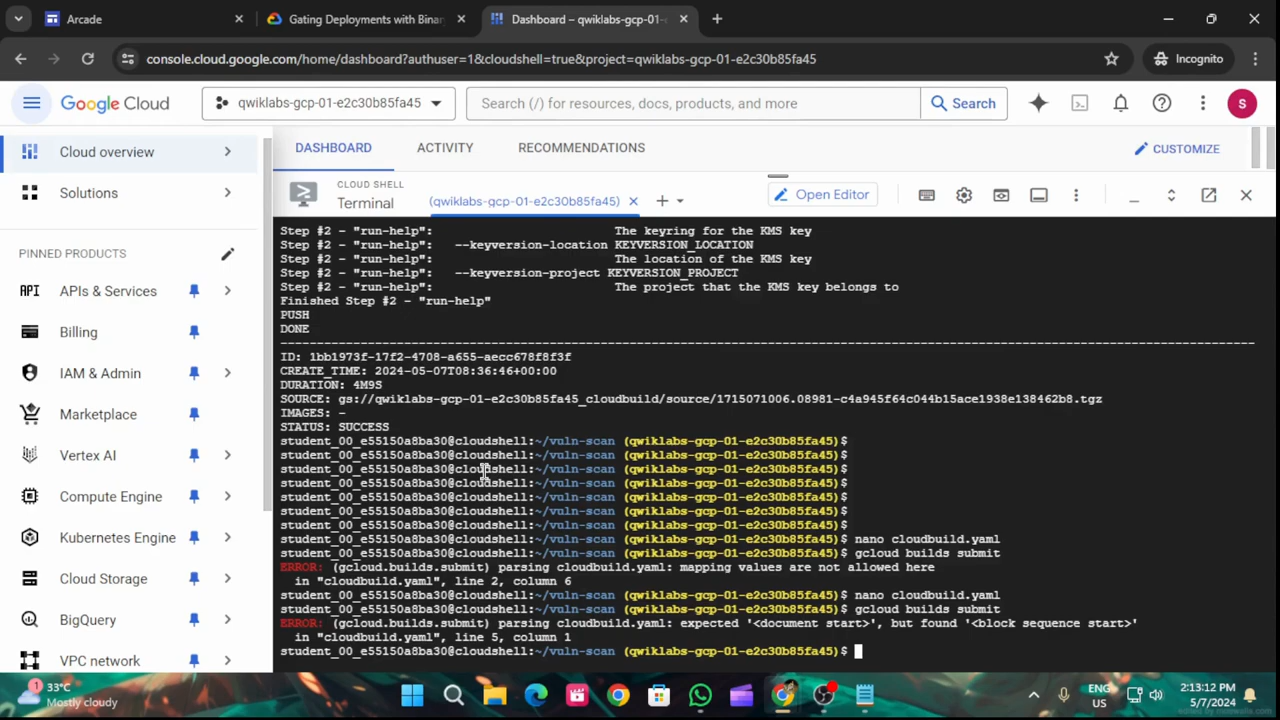 Arcade
Gating Deployments with Binar
Dashboard – qwiklabs-gcp-01-
console.cloud.google.com/home/dashboard?authuser=1&cloudshell=true&project=qwiklabs-gcp-01-e2c30b85fa45
Incognito
Google Cloud
qwiklabs-gcp-01-e2c30b85fa45
Search (/) for resources, docs, products, and more
Search
S
Cloud overview
Solutions
PINNED PRODUCTS
API APIs & Services
Billing
IAM & Admin
Marketplace
Vertex AI
Compute Engine
Kubernetes Engine
Cloud Storage
BigQuery
VPC network
DASHBOARD
ACTIVITY
RECOMMENDATIONS
CUSTOMIZE
CLOUD SHELL
Terminal
(qwiklabs-gcp-01-e2c30b85fa45)
Open Editor
Step #2 - "run-help": The keyring for the KMS key
Step #2 - "run-help": --keyversion-location KEYVERSION_LOCATION
Step #2 - "run-help": The location of the KMS key
Step #2 - "run-help": --keyversion-project KEYVERSION_PROJECT
Step #2 - "run-help": The project that the KMS key belongs to
Finished Step #2 - "run-help"
PUSH
DONE
--------------------------------------------------------------------------------
ID: 1bb1973f-17f2-4708-a655-aecc678f8f3f
CREATE_TIME: 2024-05-07T08:36:46+00:00
DURATION: 4M9S
SOURCE: gs://qwiklabs-gcp-01-e2c30b85fa45_cloudbuild/source/1715071006.08981-c4a945f64c044b15ace1938e138462b8.tgz
IMAGES: -
STATUS: SUCCESS
student_00_e55150a8ba30@cloudshell:~/vuln-scan (qwiklabs-gcp-01-e2c30b85fa45)$
student_00_e55150a8ba30@cloudshell:~/vuln-scan (qwiklabs-gcp-01-e2c30b85fa45)$
student_00_e55150a8ba30@cloudshell:~/vuln-scan (qwiklabs-gcp-01-e2c30b85fa45)$
student_00_e55150a8ba30@cloudshell:~/vuln-scan (qwiklabs-gcp-01-e2c30b85fa45)$
student_00_e55150a8ba30@cloudshell:~/vuln-scan (qwiklabs-gcp-01-e2c30b85fa45)$
student_00_e55150a8ba30@cloudshell:~/vuln-scan (qwiklabs-gcp-01-e2c30b85fa45)$
student_00_e55150a8ba30@cloudshell:~/vuln-scan (qwiklabs-gcp-01-e2c30b85fa45)$
student_00_e55150a8ba30@cloudshell:~/vuln-scan (qwiklabs-gcp-01-e2c30b85fa45)$ nano cloudbuild.yaml
student_00_e55150a8ba30@cloudshell:~/vuln-scan (qwiklabs-gcp-01-e2c30b85fa45)$ gcloud builds submit
ERROR: (gcloud.builds.submit) parsing cloudbuild.yaml: mapping values are not allowed here
in "cloudbuild.yaml", line 2, column 6
student_00_e55150a8ba30@cloudshell:~/vuln-scan (qwiklabs-gcp-01-e2c30b85fa45)$ nano cloudbuild.yaml
student_00_e55150a8ba30@cloudshell:~/vuln-scan (qwiklabs-gcp-01-e2c30b85fa45)$ gcloud builds submit
ERROR: (gcloud.builds.submit) parsing cloudbuild.yaml: expected '<document start>', but found '<block sequence start>'
in "cloudbuild.yaml", line 5, column 1
student_00_e55150a8ba30@cloudshell:~/vuln-scan (qwiklabs-gcp-01-e2c30b85fa45)$
1
33°C
Mostly cloudy
ENG
US
2:13:12 PM
5/7/2024